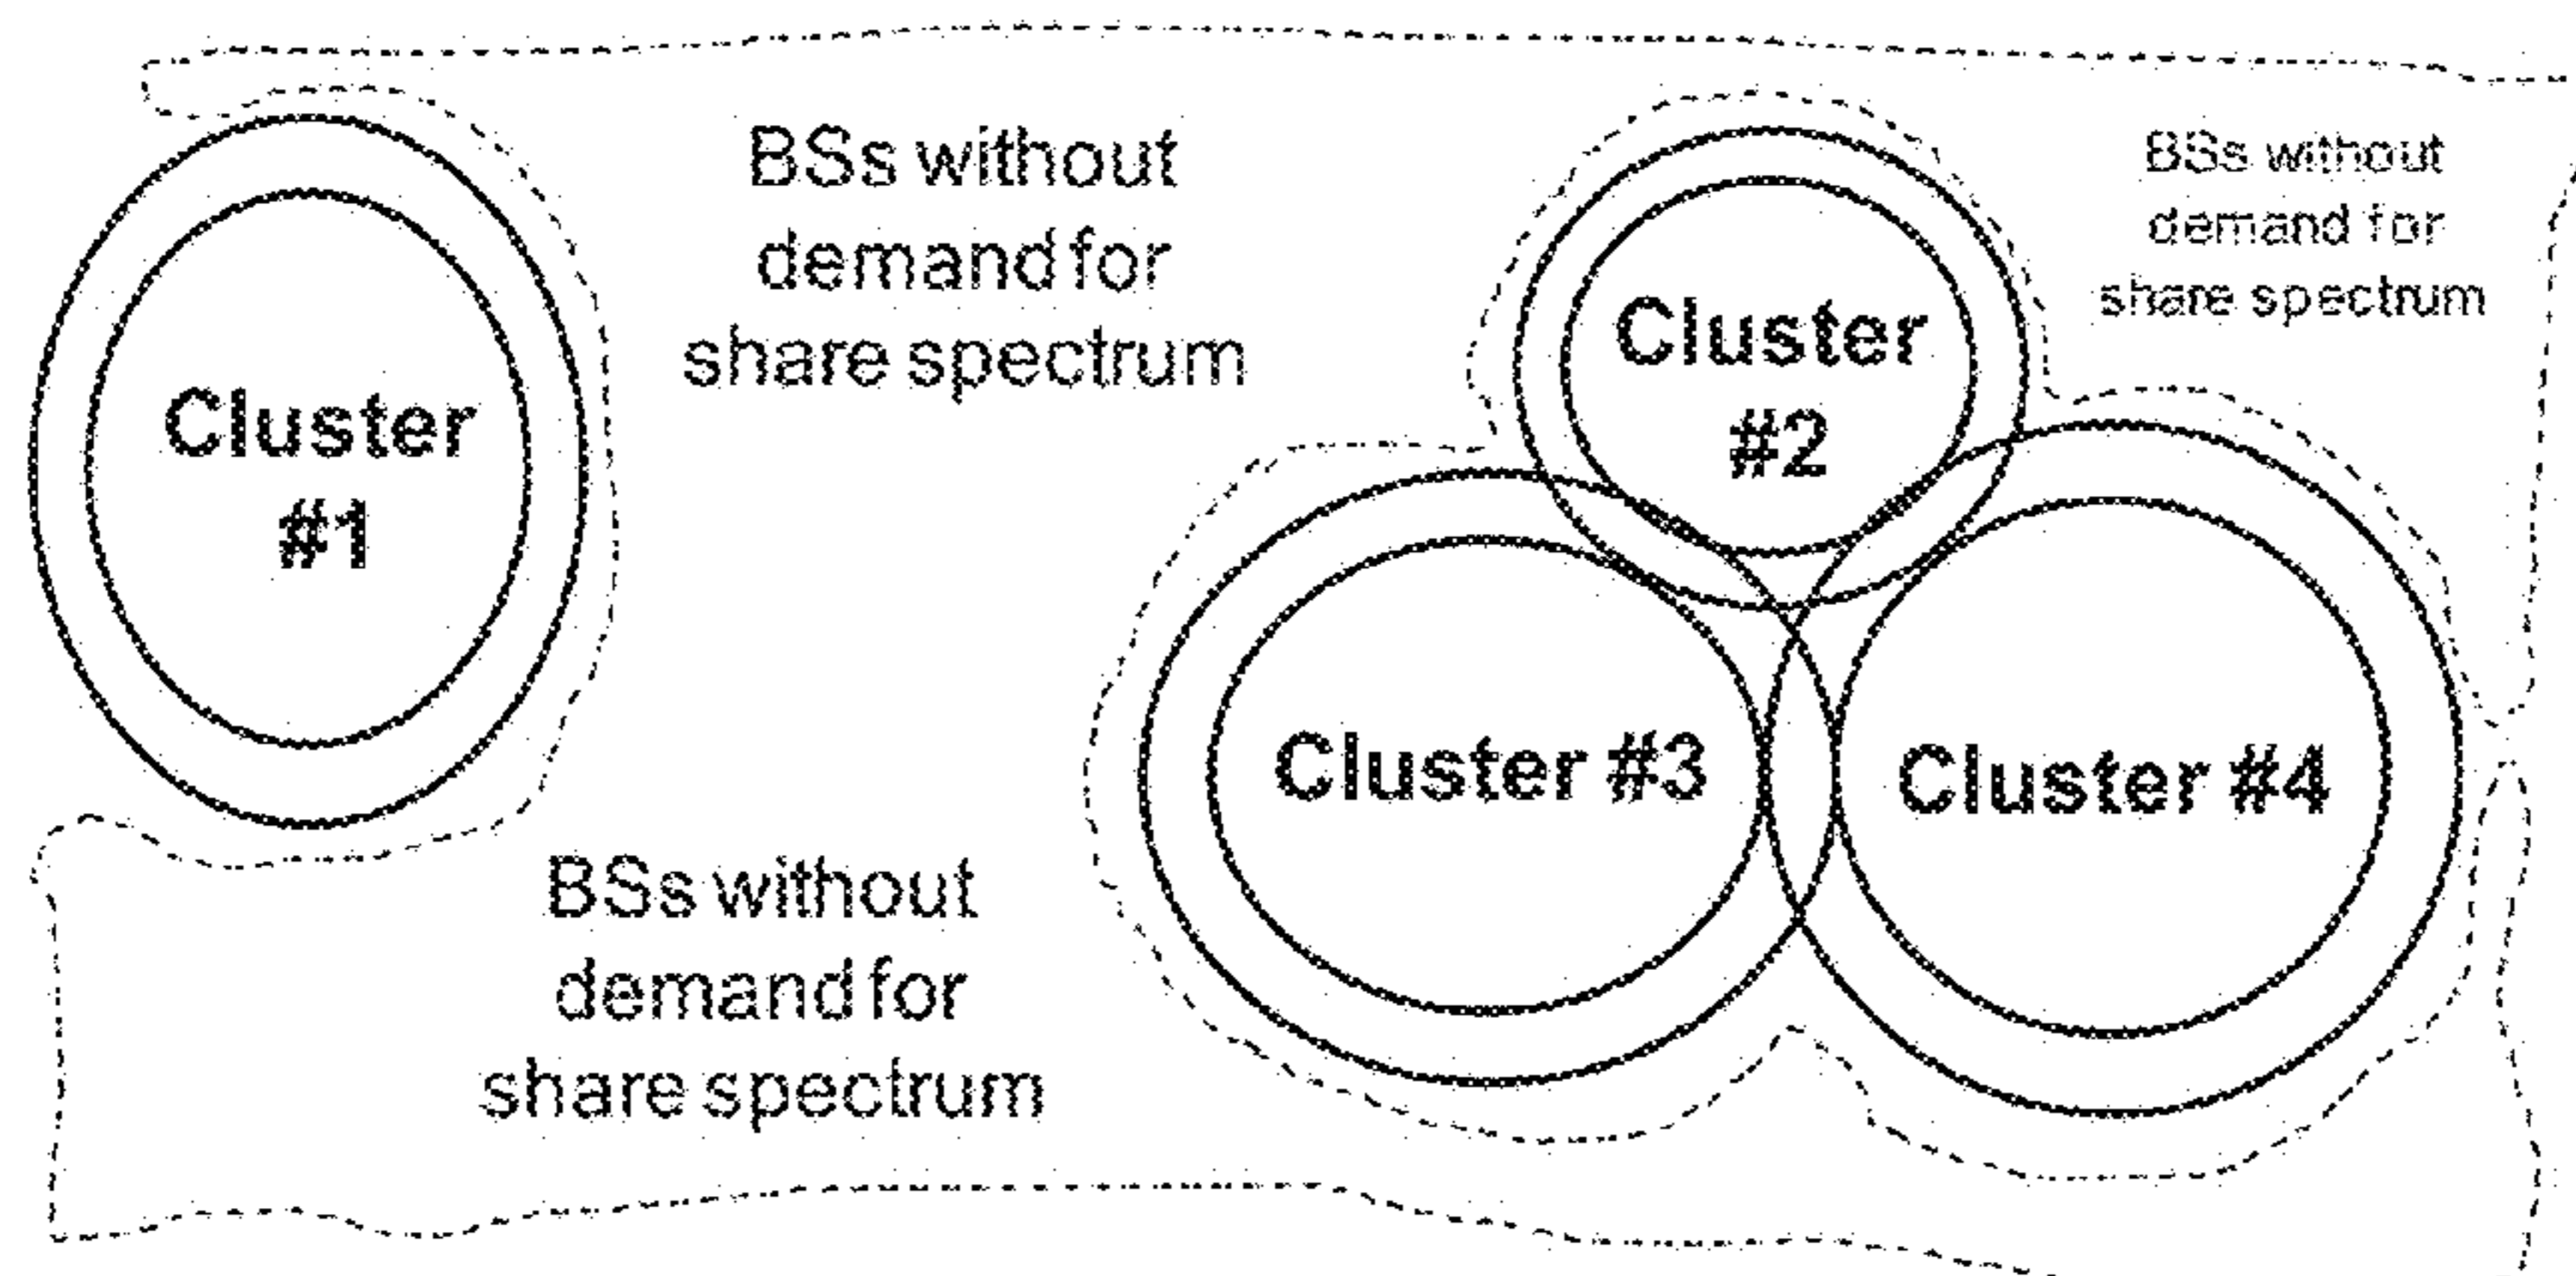 BSs without
demand for
share spectrum
BSs without
demand for
share spectrum
Cluster
#1
Cluster
#2
Cluster #3
Cluster #4
BSs without
demand for
share spectrum